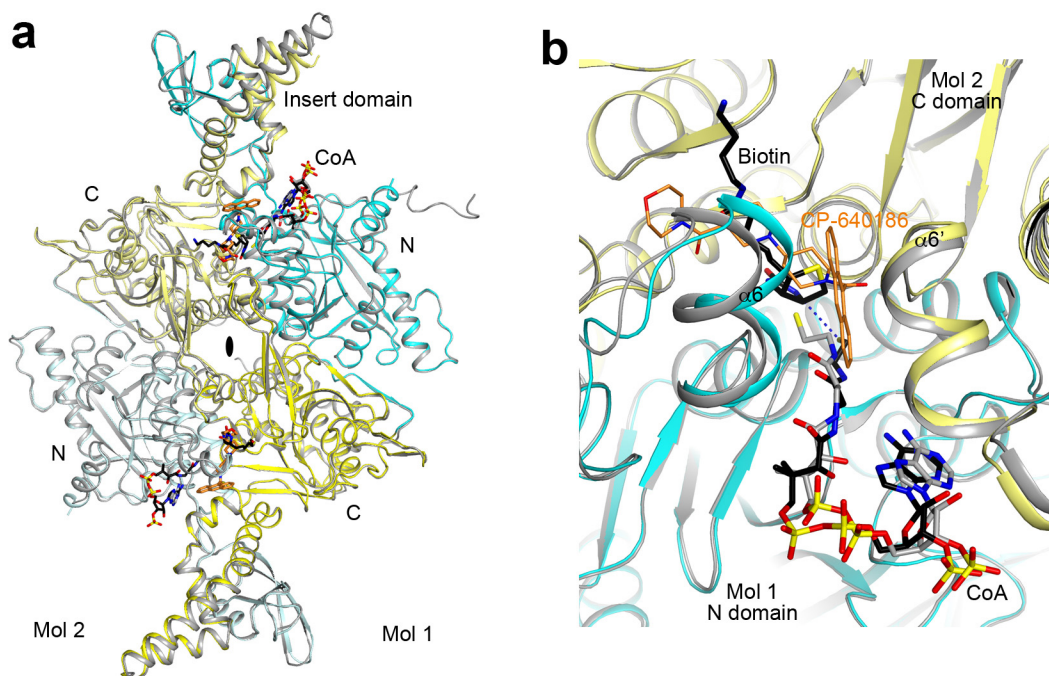 a
Insert domain
CoA
C
N
N
C
Mol 2
Mol 1
b
Mol 2
C domain
Biotin
CP-640186
α6'
α6
Mol 1
N domain
CoA